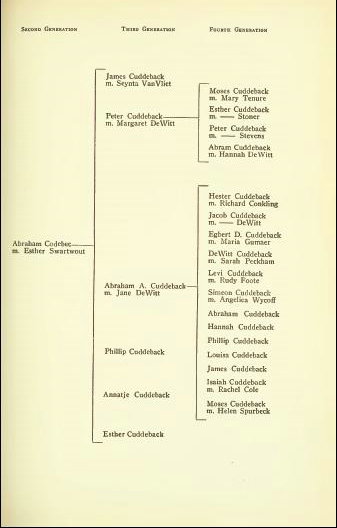 Second Generation
Third Generation
Fourth Generation
James Cuddeback
m. Seynta VanVliet
Peter Cuddeback
m. Margaret DeWitt
Moses Cuddeback
m. Mary Tenure
Esther Cuddeback
m. — Stoner
Peter Cuddeback
m. — Stevens
Abram Cuddeback
m. Hannah DeWitt
Abraham Codebec
m. Esther Swartwout
Abraham A. Cuddeback
m. Jane DeWitt
Hester Cuddeback
m. Richard Conkling
Jacob Cuddeback
m. — DeWitt
Egbert D. Cuddeback
m. Maria Gumaer
DeWitt Cuddeback
m. Sarah Peckham
Levi Cuddeback
m. Rudy Foote
Simeon Cuddeback
m. Angelica Wycoff
Abraham Cuddeback
Hannah Cuddeback
Phillip Cuddeback
Louisa Cuddeback
James Cuddeback
Isaiah Cuddeback
m. Rachel Cole
Moses Cuddeback
m. Helen Spurbeck
Phillip Cuddeback
Annatje Cuddeback
Esther Cuddeback